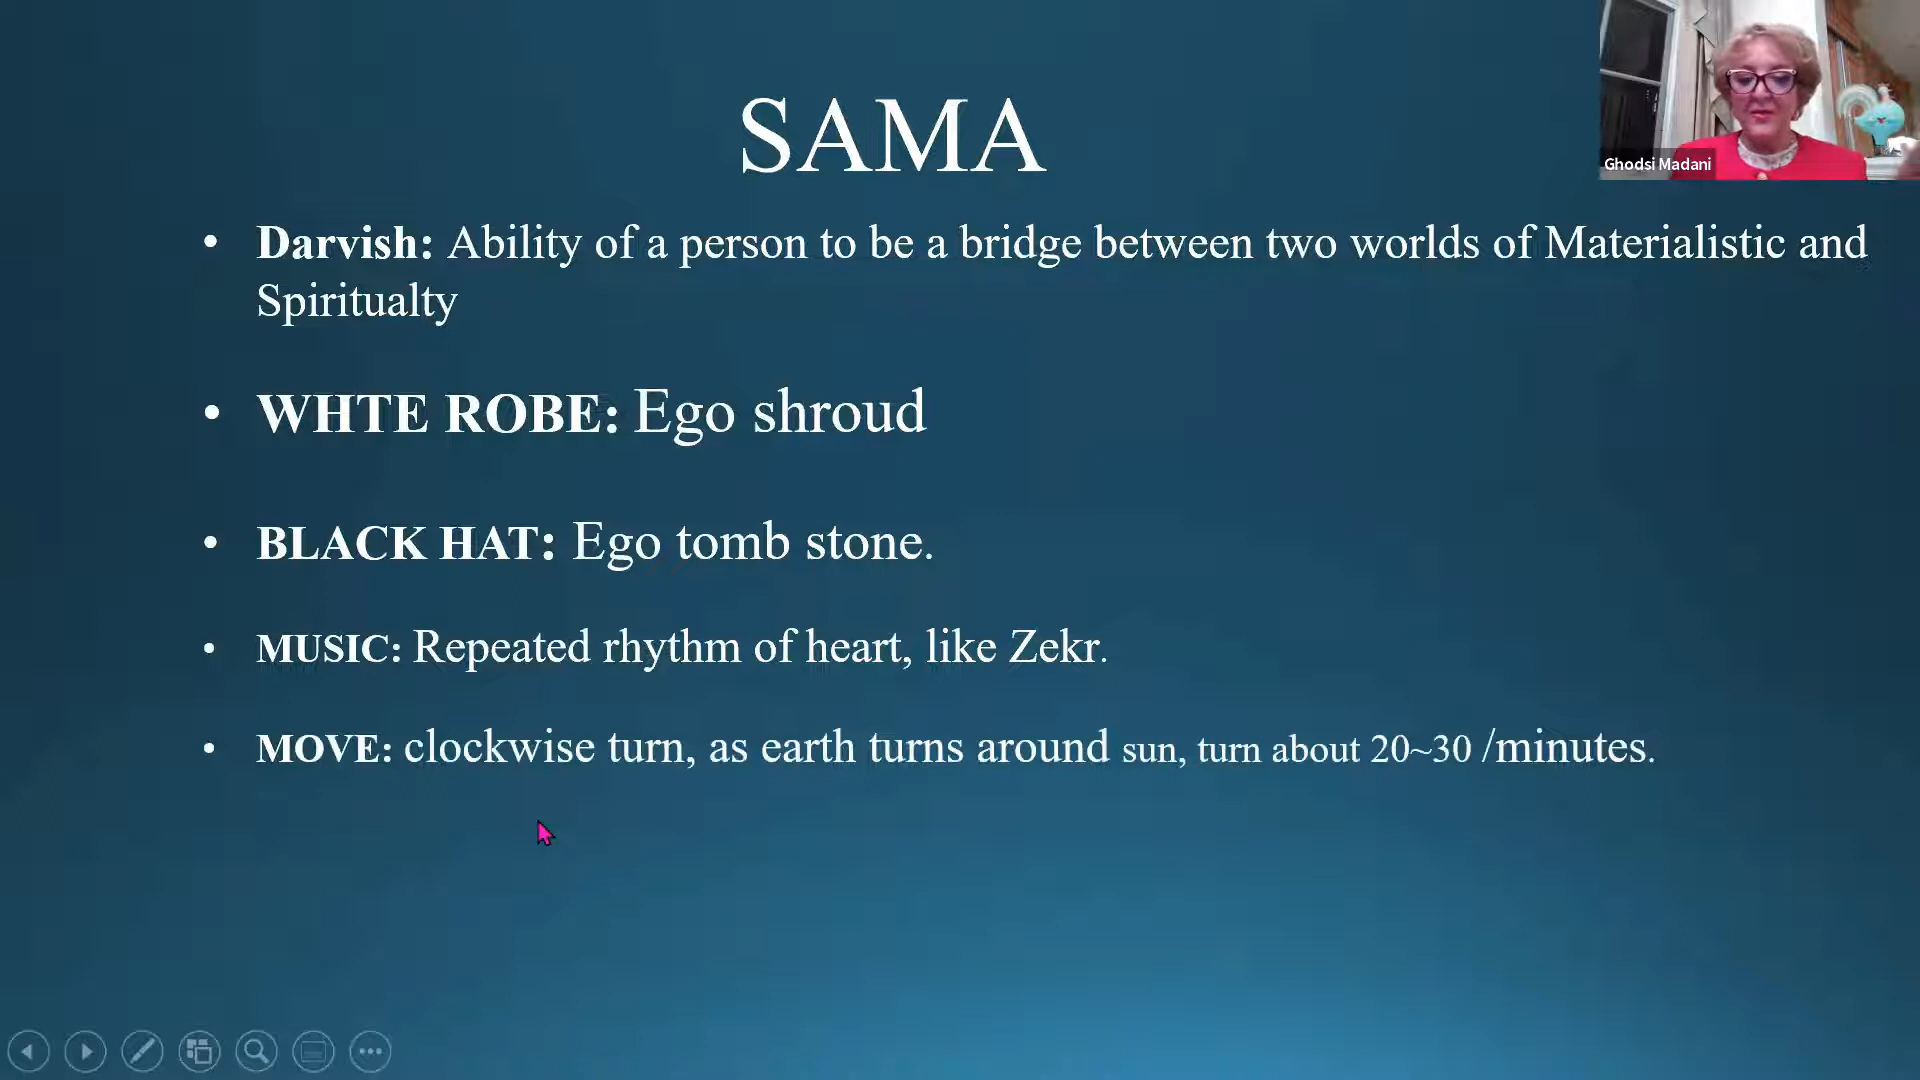 SAMA
Ghodsi Madani
• Darvish: Ability of a person to be a bridge between two worlds of Materialistic and
Spiritualty
• WHTE ROBE: Ego shroud
• BLACK HAT: Ego tomb stone.
• MUSIC: Repeated rhythm of heart, like Zekr.
• MOVE: clockwise turn, as earth turns around sun, turn about 20~30 /minutes.